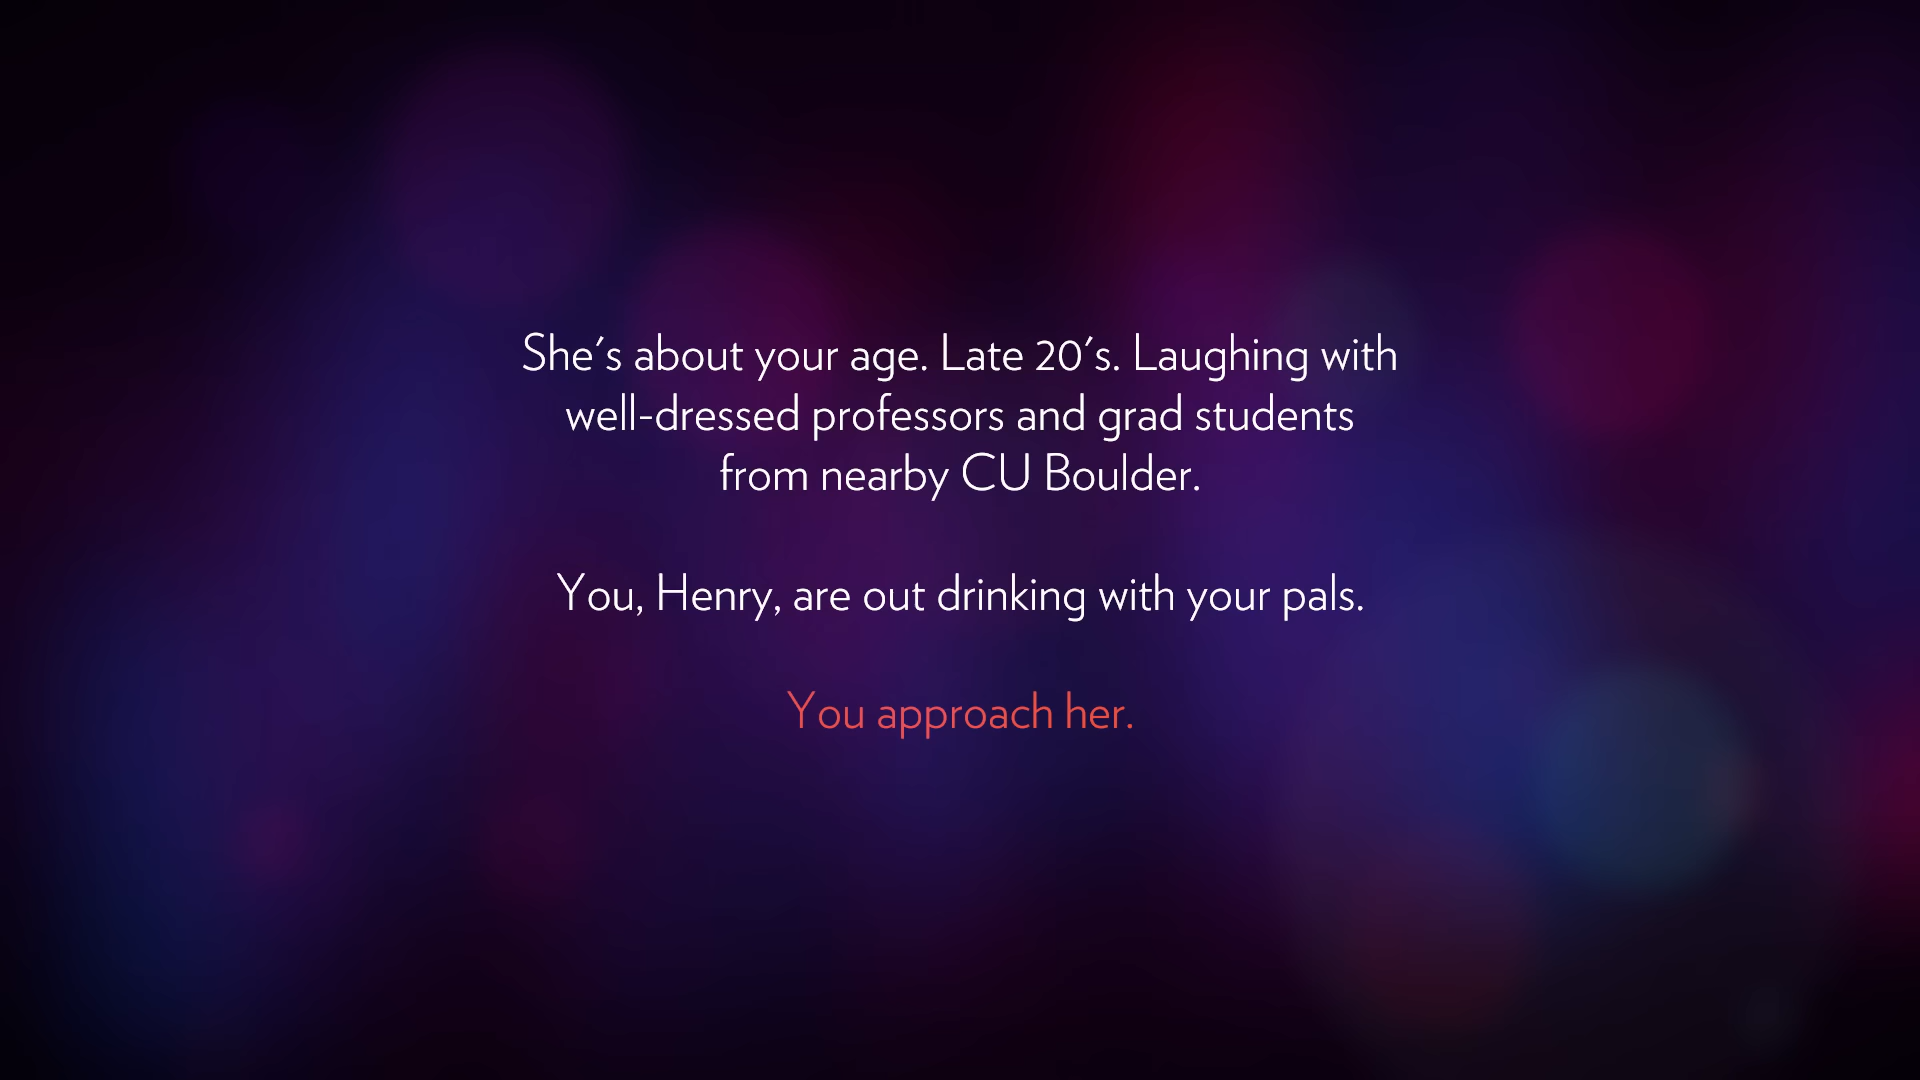 She's about your age. Late 20's. Laughing with
well-dressed professors and grad students
from nearby CU Boulder.
You, Henry, are out drinking with your pals.
You approach her.